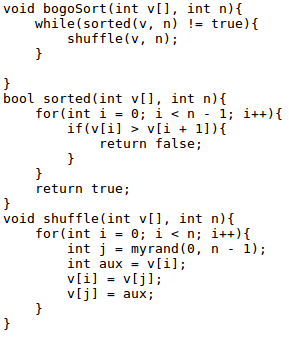 void bogoSort(int v[], int n){
    while(sorted(v, n) != true){
        shuffle(v, n);
    }

}
bool sorted(int v[], int n){
    for(int i = 0; i < n - 1; i++){
        if(v[i] > v[i + 1]){
            return false;
        }
    }
    return true;
}
void shuffle(int v[], int n){
    for(int i = 0; i < n; i++){
        int j = myrand(0, n - 1);
        int aux = v[i];
        v[i] = v[j];
        v[j] = aux;
    }
}